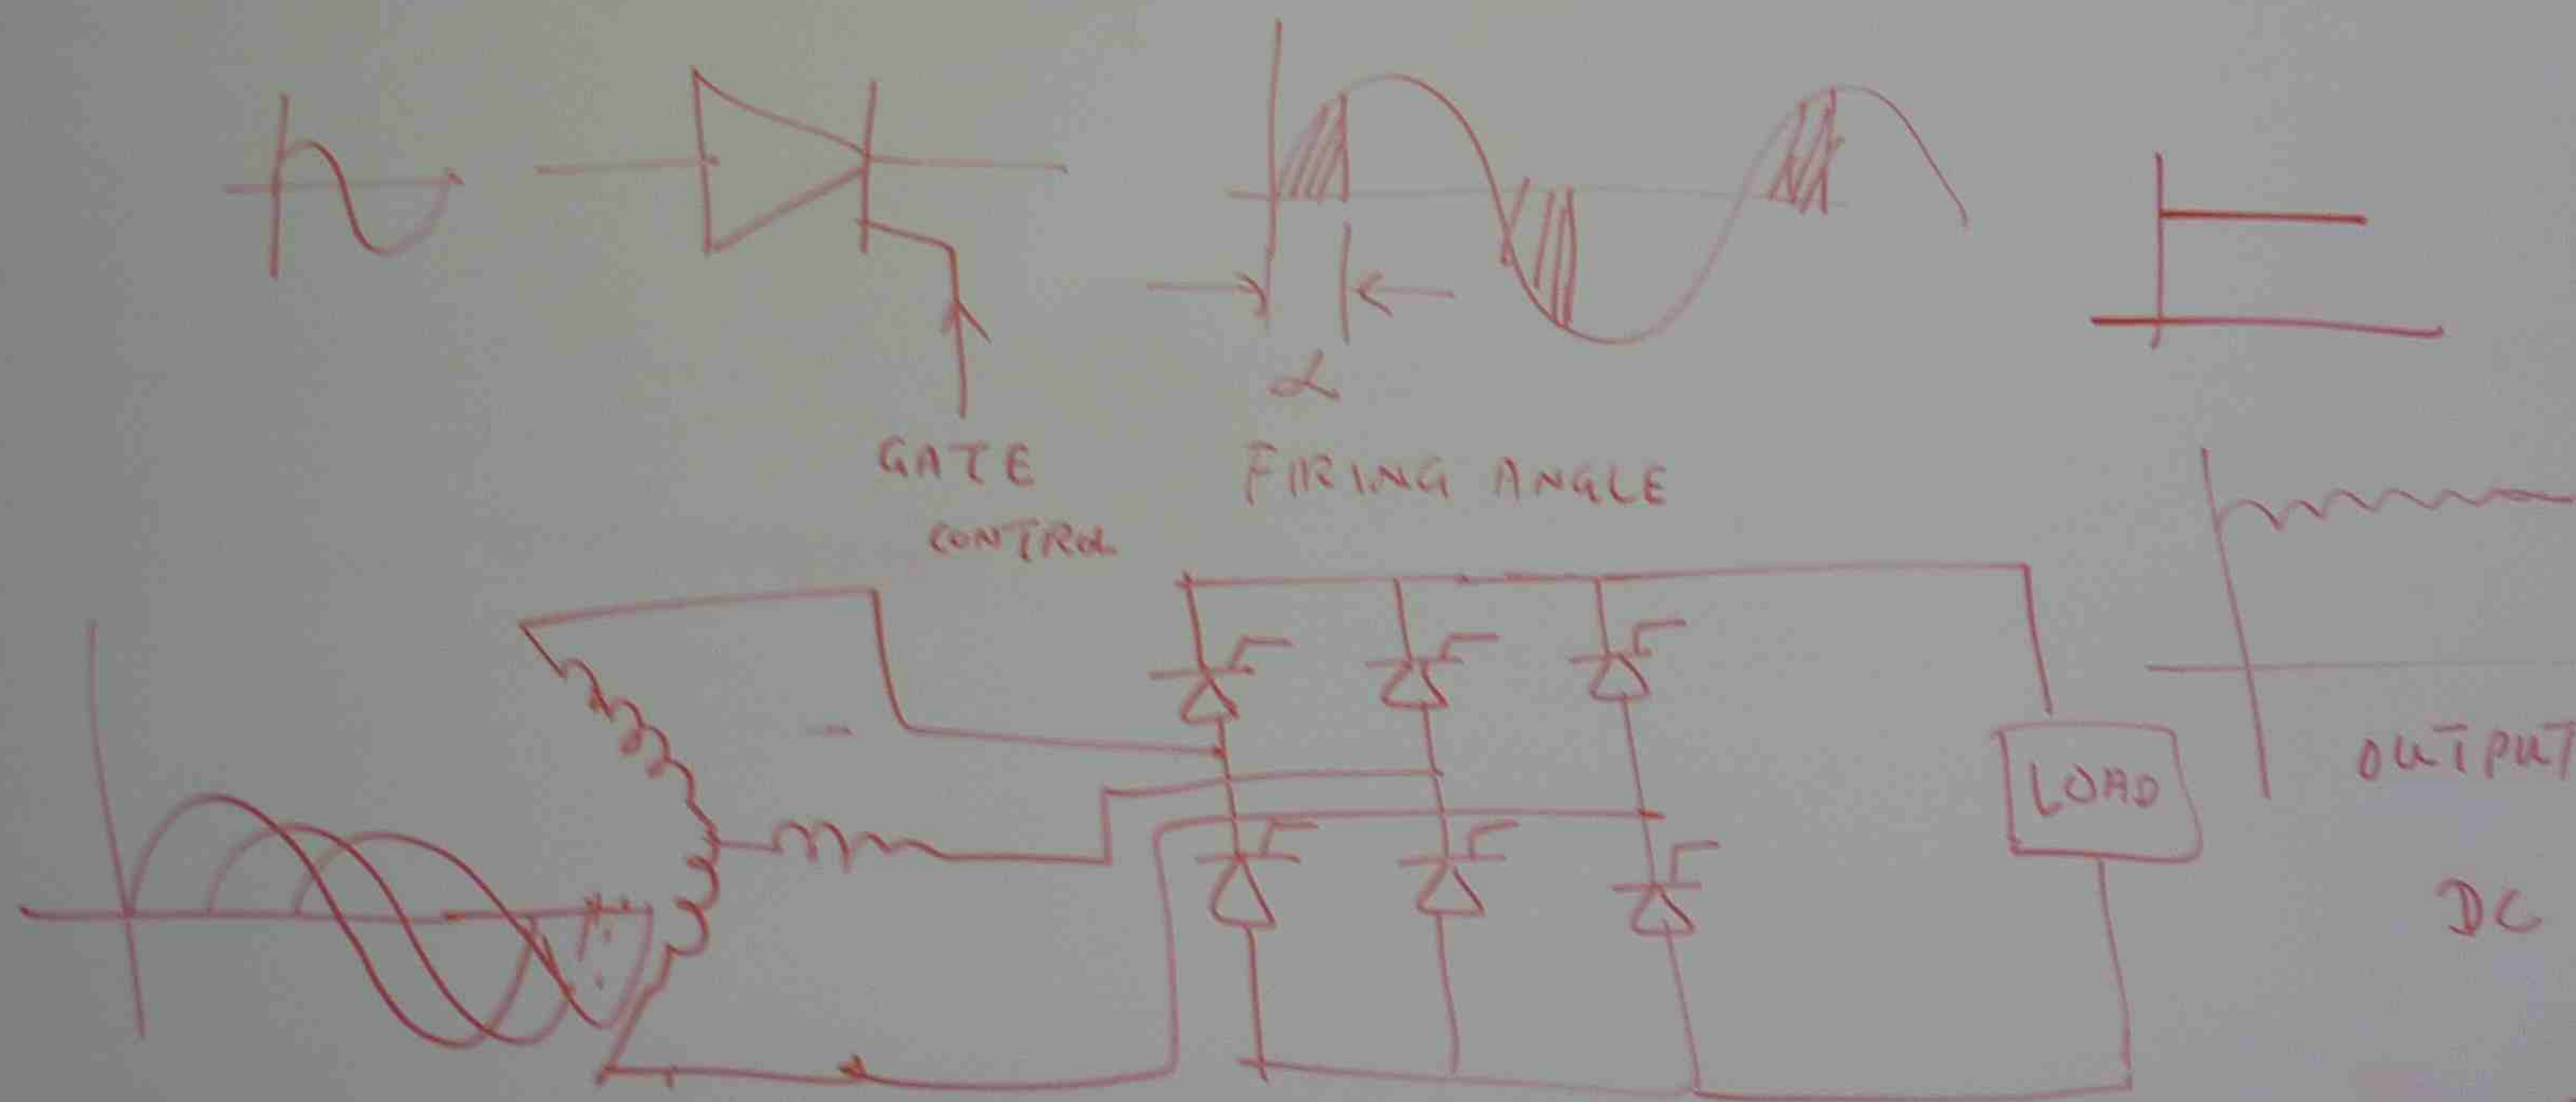 α
GATE
CONTROL
FIRING ANGLE
LOAD
OUTPUT
DC